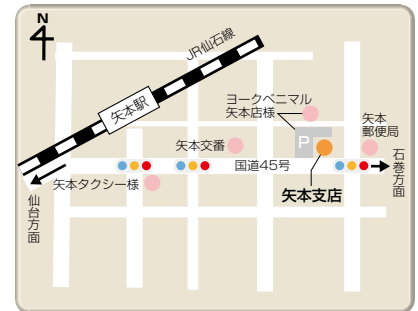 N
JR仙石線
矢本駅
ヨークベニマル
矢本店様
矢本
郵便局
矢本交番
P
国道45号
石巻方面
仙台方面
矢本タクシー様
矢本支店